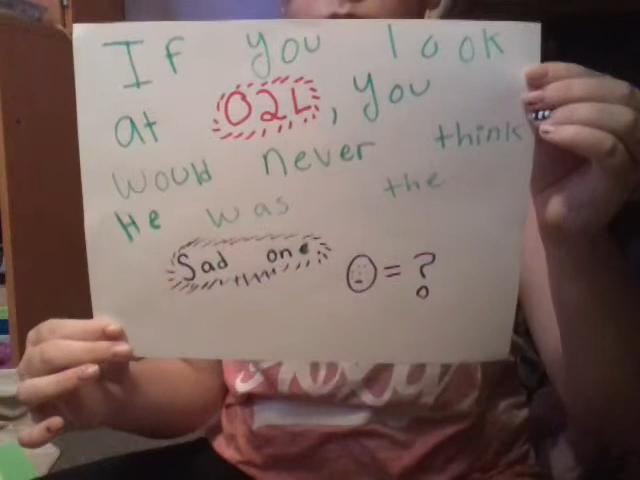 If you look
at O2L, you
would never think
He was the
Sad one = ?